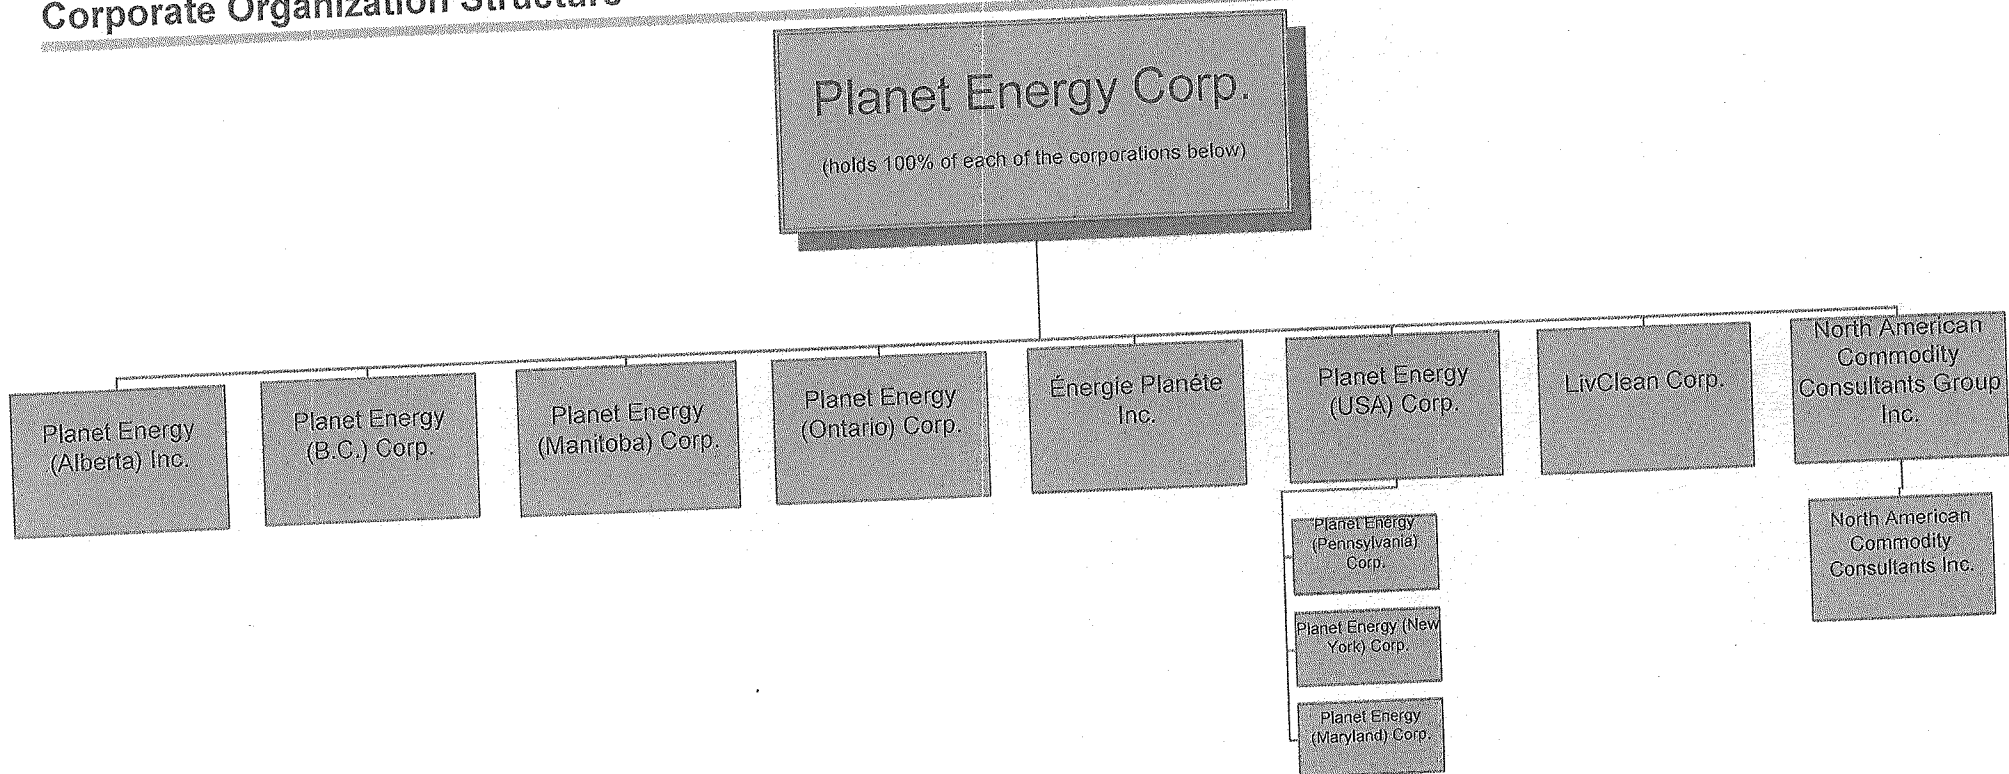 Corporate Organization Structure
Planet Energy Corp.
(holds 100% of each of the corporations below)
Planet Energy
(Alberta) Inc.
Planet Energy
(B.C.) Corp.
Planet Energy
(Manitoba) Corp.
Planet Energy
(Ontario) Corp.
Énergie Planéte
Inc.
Planet Energy
(USA) Corp.
LivClean Corp.
North American
Commodity
Consultants Group
Inc.
Planet Energy
(Pennsylvania)
Corp.
Planet Energy (New
York) Corp.
Planet Energy
(Maryland) Corp.
North American
Commodity
Consultants Inc.